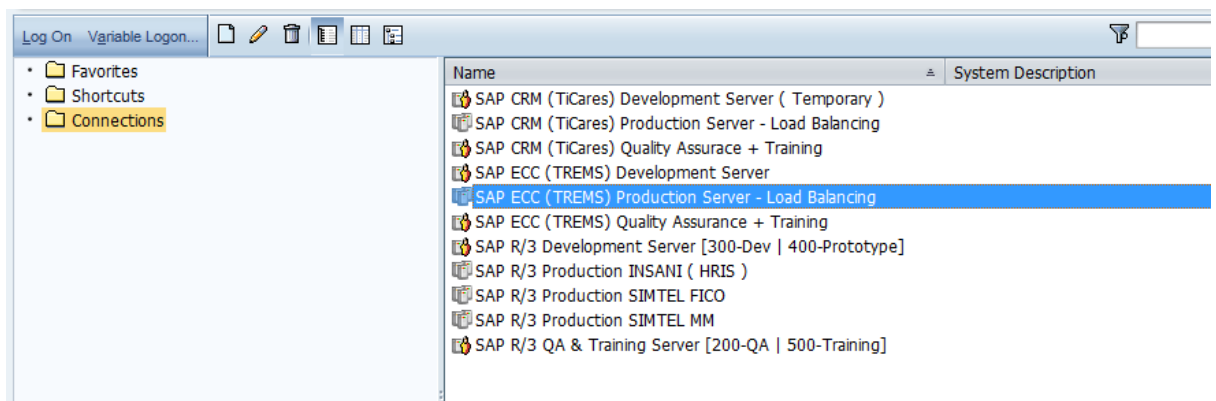 Log On Variable Logon...
Favorites
Shortcuts
Connections
Name System Description
SAP CRM (TiCares) Development Server ( Temporary )
SAP CRM (TiCares) Production Server - Load Balancing
SAP CRM (TiCares) Quality Assurace + Training
SAP ECC (TREMS) Development Server
SAP ECC (TREMS) Production Server - Load Balancing
SAP ECC (TREMS) Quality Assurance + Training
SAP R/3 Development Server [300-Dev | 400-Prototype]
SAP R/3 Production INSANI ( HRIS )
SAP R/3 Production SIMTEL FICO
SAP R/3 Production SIMTEL MM
SAP R/3 QA & Training Server [200-QA | 500-Training]